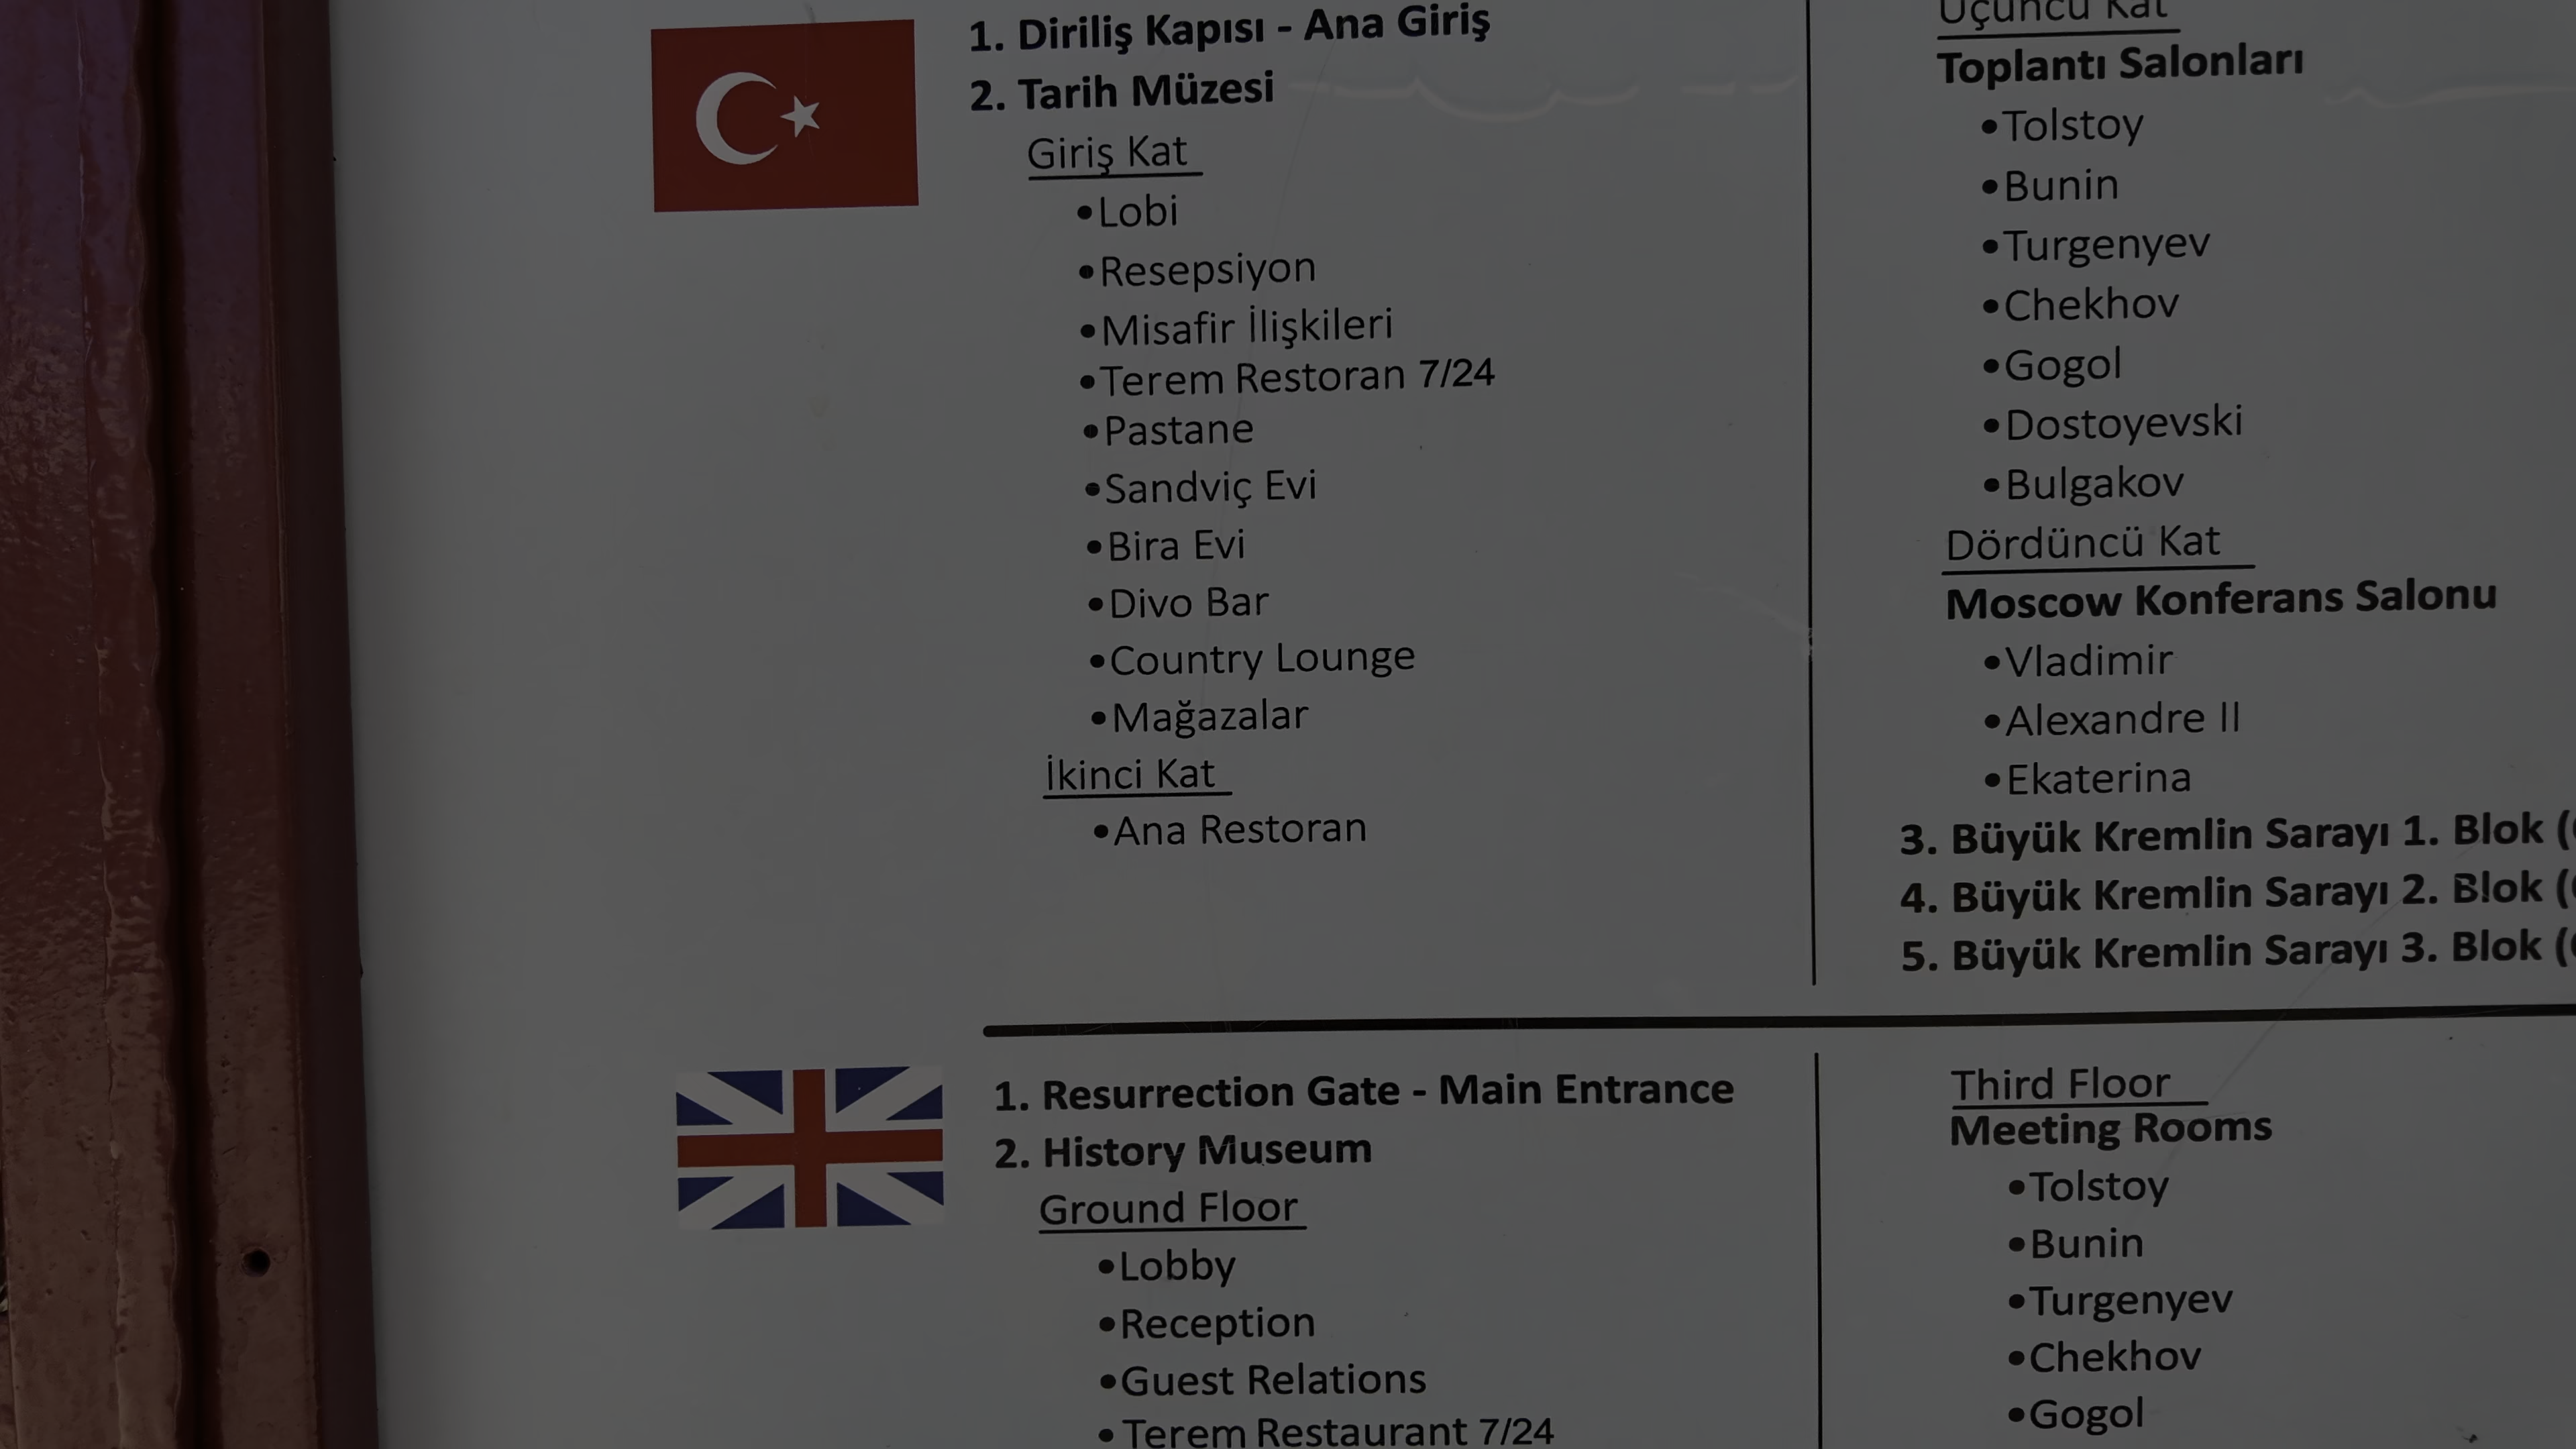 1. Diriliş Kapısı - Ana Giriş
2. Tarih Müzesi
Giriş Kat
•Lobi
•Resepsiyon
•Misafir İlişkileri
•Terem Restoran 7/24
•Pastane
•Sandviç Evi
•Bira Evi
•Divo Bar
•Country Lounge
•Mağazalar
İkinci Kat
•Ana Restoran
Üçüncü Kat
Toplantı Salonları
•Tolstoy
•Bunin
•Turgenyev
•Chekhov
•Gogol
•Dostoyevski
•Bulgakov
Dördüncü Kat
Moscow Konferans Salonu
•Vladimir
•Alexandre II
•Ekaterina
3. Büyük Kremlin Sarayı 1. Blok (
4. Büyük Kremlin Sarayı 2. Blok (
5. Büyük Kremlin Sarayı 3. Blok (
1. Resurrection Gate - Main Entrance
2. History Museum
Ground Floor
•Lobby
•Reception
•Guest Relations
•Terem Restaurant 7/24
Third Floor
Meeting Rooms
•Tolstoy
•Bunin
•Turgenyev
•Chekhov
•Gogol